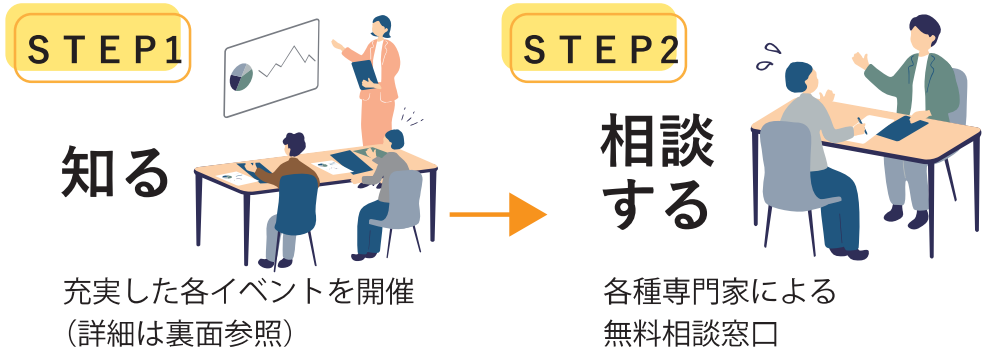 STEP1
知る
充実した各イベントを開催
（詳細は裏面参照）
STEP2
相談
する
各種専門家による
無料相談窓口